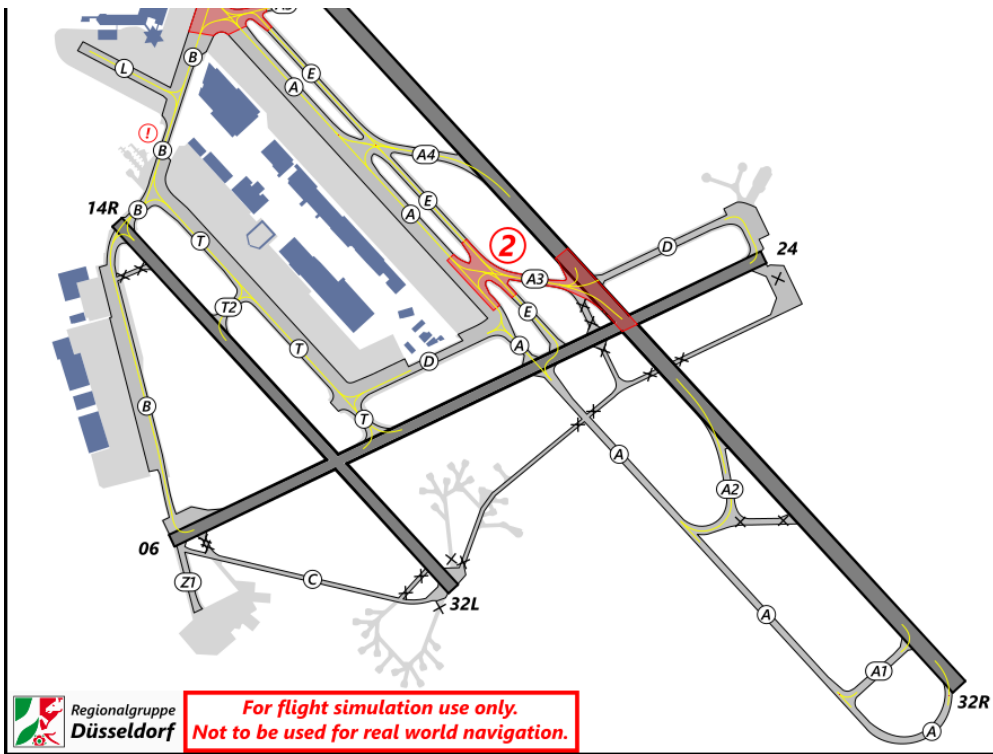 L
B
E
A
!
B
A4
E
14R
B
A
T
2
D
24
A3
T2
E
T
A
D
B
T
A
A2
06
C
Z1
32L
A
A1
32R
A
Regionalgruppe
Düsseldorf
For flight simulation use only.
Not to be used for real world navigation.